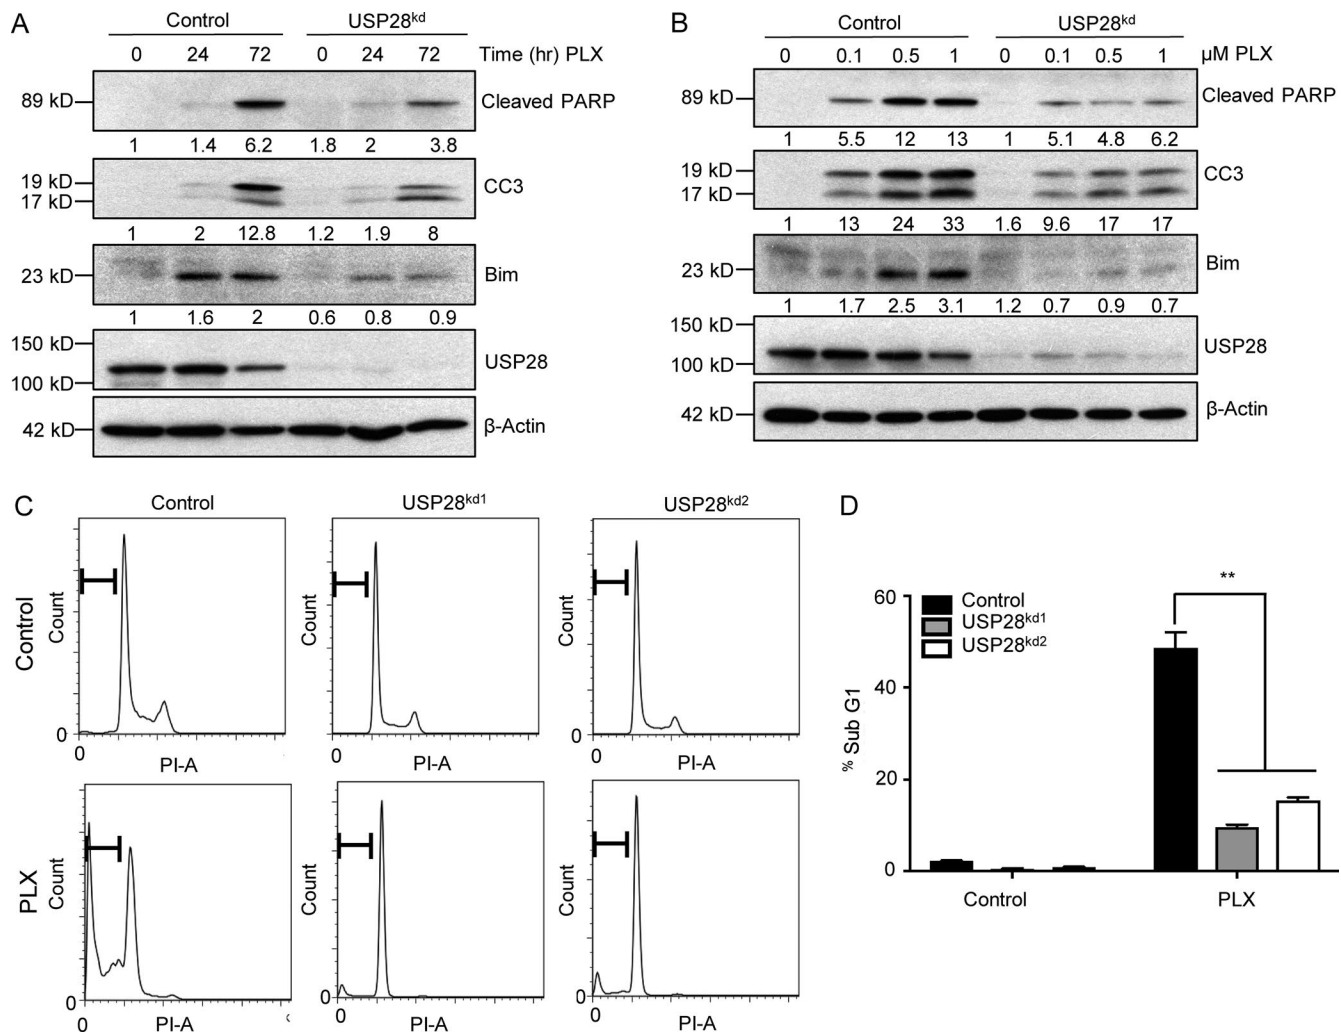 A
Control USP28kd
0 24 72 0 24 72 Time (hr) PLX
89 kD Cleaved PARP
1 1.4 6.2 1.8 2 3.8
19 kD CC3
17 kD
1 2 12.8 1.2 1.9 8
23 kD Bim
1 1.6 2 0.6 0.8 0.9
150 kD USP28
100 kD
42 kD β-Actin
B
Control USP28kd
0 0.1 0.5 1 0 0.1 0.5 1 µM PLX
89 kD Cleaved PARP
1 5.5 12 13 1 5.1 4.8 6.2
19 kD CC3
17 kD
1 13 24 33 1.6 9.6 17 17
23 kD Bim
1 1.7 2.5 3.1 1.2 0.7 0.9 0.7
150 kD USP28
100 kD
42 kD β-Actin
C
Control USP28kd1 USP28kd2
Control
Count Count Count
0 0 0
0 0 0
PI-A PI-A PI-A
PLX
Count Count Count
0 0 0
0 0 0
PI-A PI-A PI-A
D
% Sub G1
60
40
20
0
Control
USP28kd1
USP28kd2
**
Control PLX